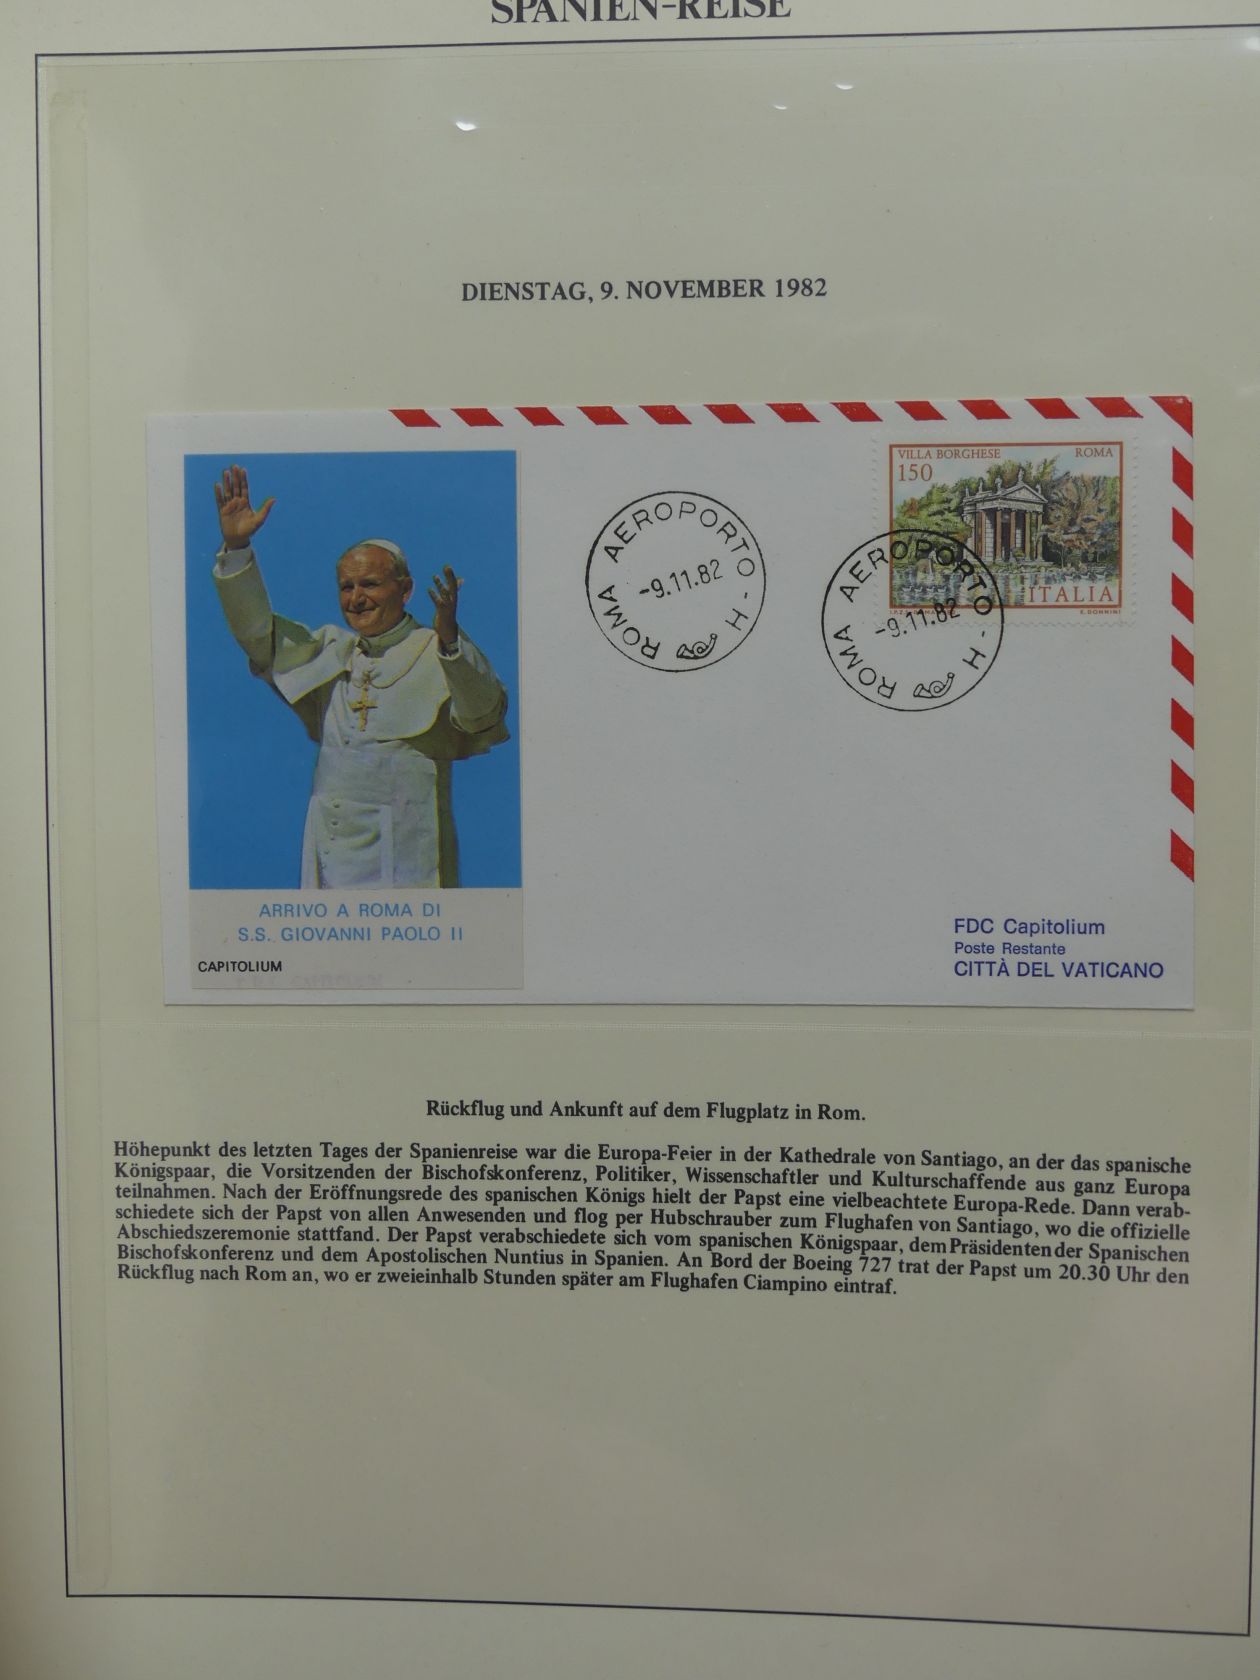 SPANIEN-REISE
DIENSTAG, 9. NOVEMBER 1982
VILLA BORGHESE ROMA
150
ITALIA
E. DONNINI
ROMA AEROPORTO - H
-9.11.82
ROMA AEROPORTO - H
-9.11.82
ARRIVO A ROMA DI
S.S. GIOVANNI PAOLO II
CAPITOLIUM
FDC Capitolium
Poste Restante
CITTÀ DEL VATICANO
Rückflug und Ankunft auf dem Flugplatz in Rom.
Höhepunkt des letzten Tages der Spanienreise war die Europa-Feier in der Kathedrale von Santiago, an der das spanische
Königspaar, die Vorsitzenden der Bischofskonferenz, Politiker, Wissenschaftler und Kulturschaffende aus ganz Europa
teilnahmen. Nach der Eröffnungsrede des spanischen Königs hielt der Papst eine vielbeachtete Europa-Rede. Dann verab-
schiedete sich der Papst von allen Anwesenden und flog per Hubschrauber zum Flughafen von Santiago, wo die offizielle
Abschiedszeremonie stattfand. Der Papst verabschiedete sich vom spanischen Königspaar, dem Präsidenten der Spanischen
Bischofskonferenz und dem Apostolischen Nuntius in Spanien. An Bord der Boeing 727 trat der Papst um 20.30 Uhr den
Rückflug nach Rom an, wo er zweieinhalb Stunden später am Flughafen Ciampino eintraf.